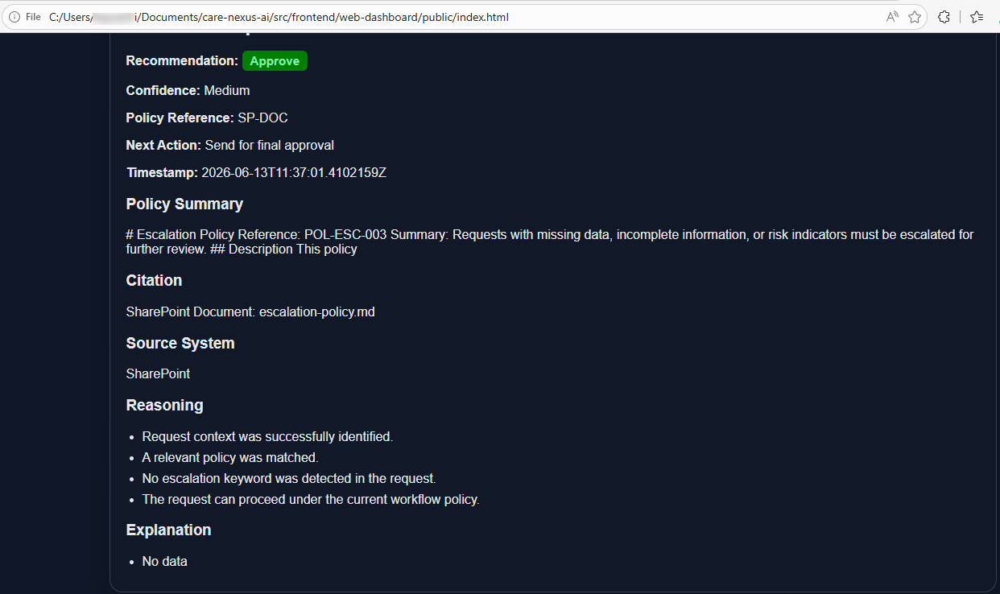 File C:/Users/ i/Documents/care-nexus-ai/src/frontend/web-dashboard/public/index.html
Recommendation: Approve
Confidence: Medium
Policy Reference: SP-DOC
Next Action: Send for final approval
Timestamp: 2026-06-13T11:37:01.4102159Z
Policy Summary
# Escalation Policy Reference: POL-ESC-003 Summary: Requests with missing data, incomplete information, or risk indicators must be escalated for
further review. ## Description This policy
Citation
SharePoint Document: escalation-policy.md
Source System
SharePoint
Reasoning
• Request context was successfully identified.
• A relevant policy was matched.
• No escalation keyword was detected in the request.
• The request can proceed under the current workflow policy.
Explanation
• No data